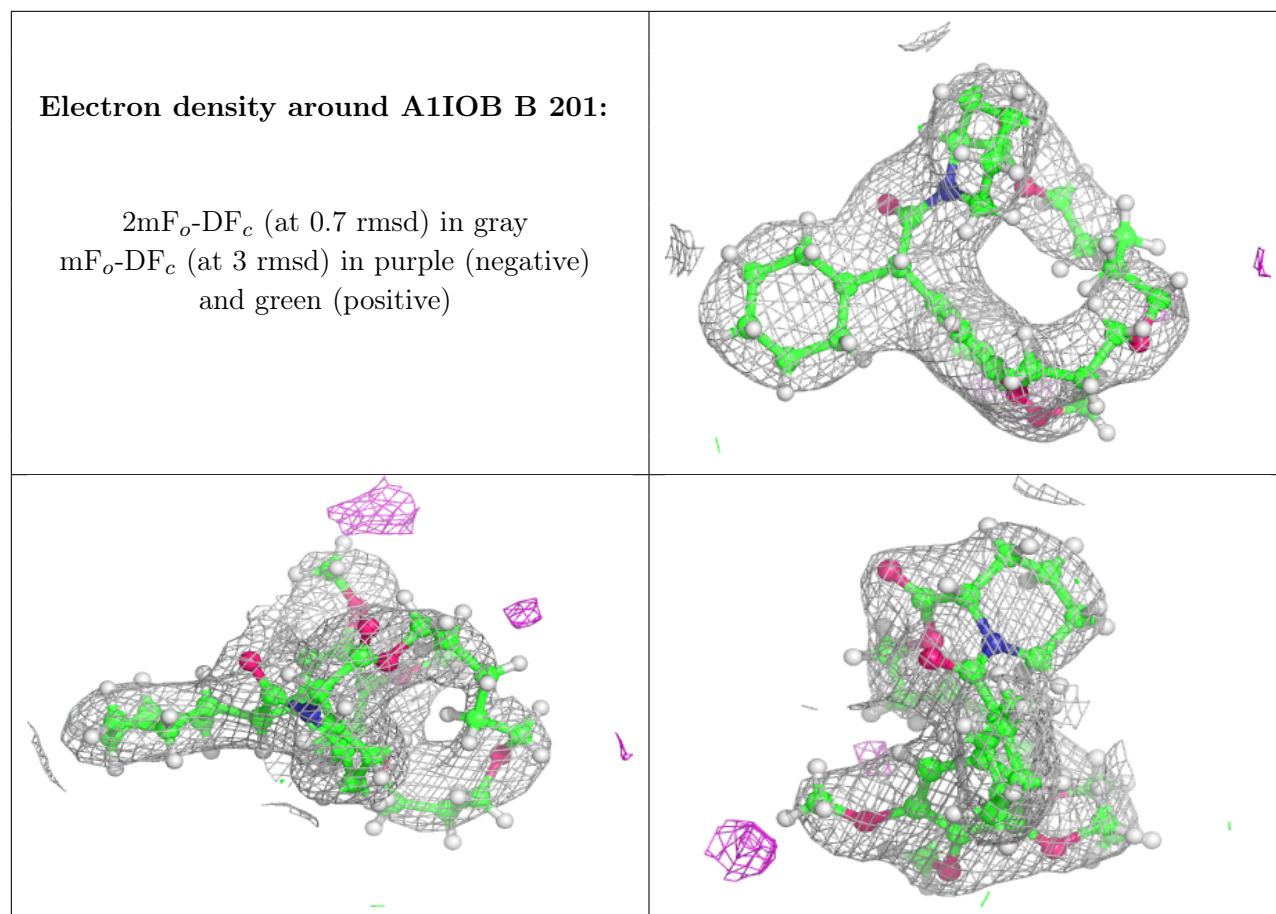 Electron density around A1IOB B 201:
2mFₒ-DF𝒸 (at 0.7 rmsd) in gray
mFₒ-DF𝒸 (at 3 rmsd) in purple (negative)
and green (positive)